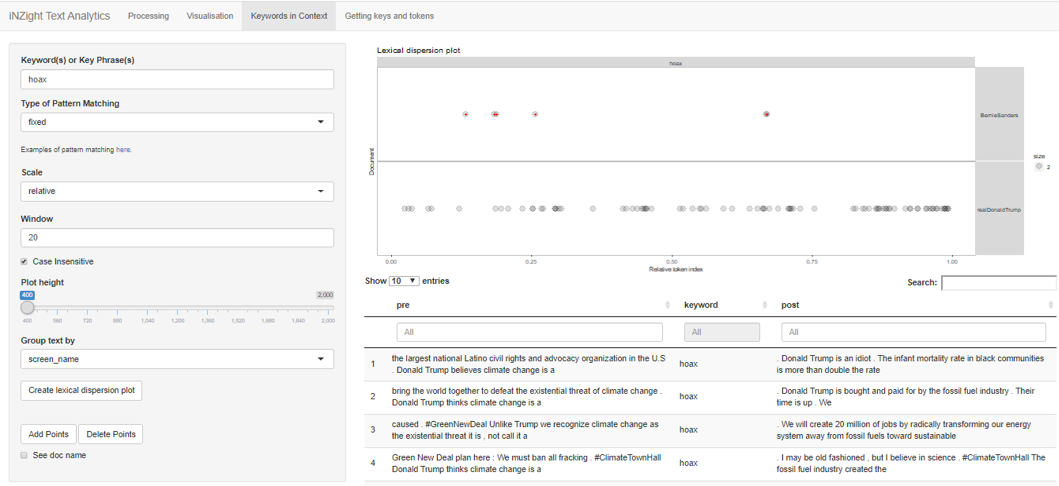 iNZight Text Analytics Processing Visualisation Keywords in Context Getting keys and tokens
Keyword(s) or Key Phrase(s)
hoax
Type of Pattern Matching
fixed
Examples of pattern matching here.
Scale
relative
Window
20
Case Insensitive
Plot height
400 2,000
400 560 720 880 1,040 1,200 1,360 1,520 1,680 1,840 2,000
Group text by
screen_name
Create lexical dispersion plot
Add Points Delete Points
See doc name
Lexical dispersion plot
hoax
Document
BernieSanders
realDonaldTrump
size
2
0.00 0.25 0.50 0.75 1.00
Relative token index
Show 10 entries Search:
pre keyword post
All All All
1 the largest national Latino civil rights and advocacy organization in the U.S hoax . Donald Trump is an idiot . The infant mortality rate in black communities
. Donald Trump believes climate change is a is more than double the rate
2 bring the world together to defeat the existential threat of climate change . hoax . Donald Trump is bought and paid for by the fossil fuel industry . Their
Donald Trump thinks climate change is a time is up . We
3 caused . #GreenNewDeal Unlike Trump we recognize climate change as hoax . We will create 20 million of jobs by radically transforming our energy
the existential threat it is , not call it a system away from fossil fuels toward sustainable
4 Green New Deal plan here : We must ban all fracking . #ClimateTownHall hoax . I may be old fashioned , but I believe in science . #ClimateTownHall The
Donald Trump thinks climate change is a fossil fuel industry created the